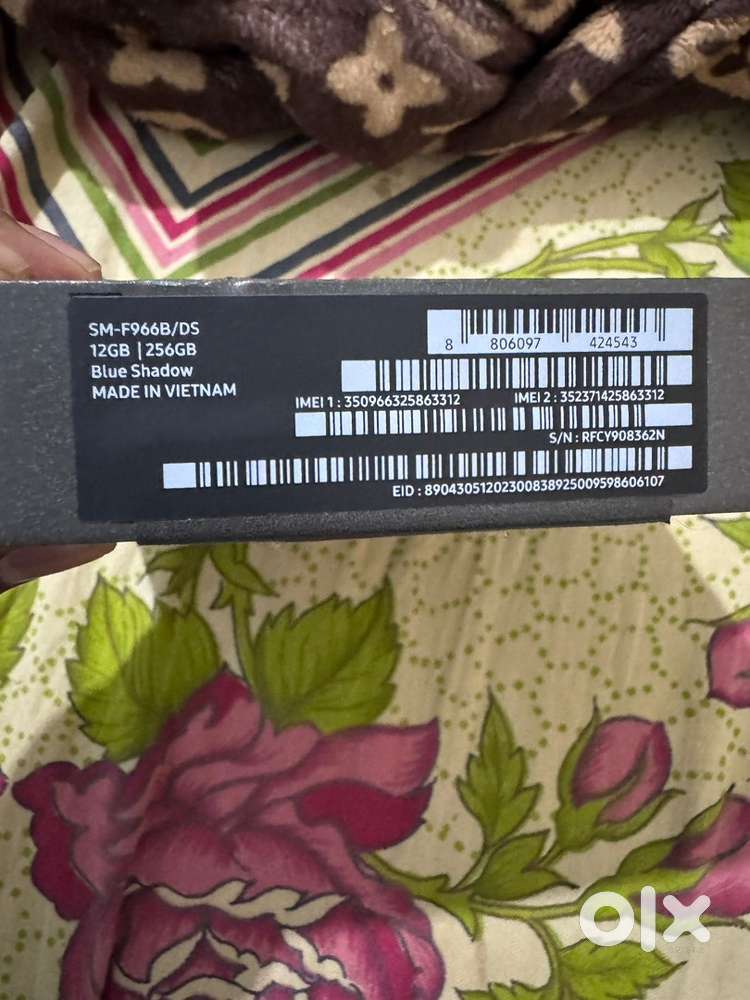 SM-F966B/DS
12GB | 256GB
Blue Shadow
MADE IN VIETNAM
8 806097 424543
IMEI 1 : 350966325863312
IMEI 2 : 352371425863312
S/N : RFCY908362N
EID : 89043051202300838925009598606107
olx